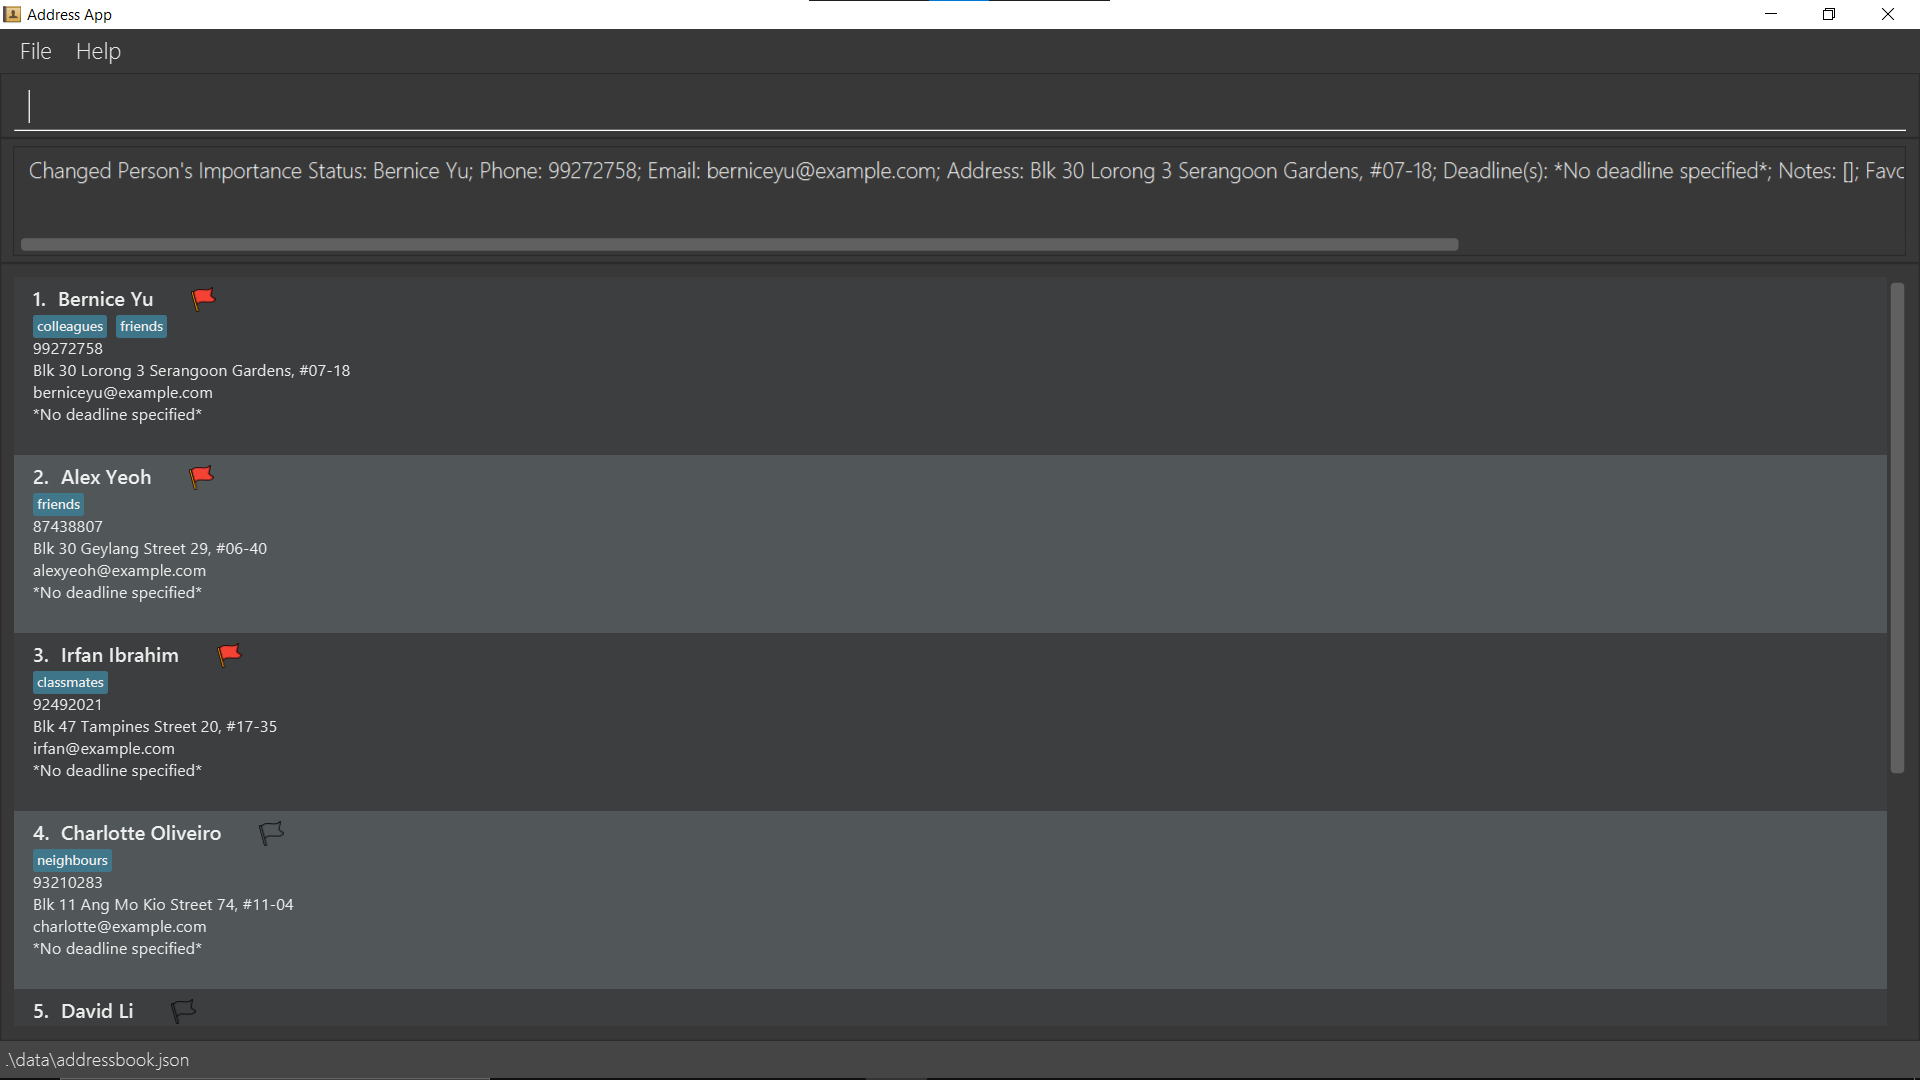 Address App
File Help
Changed Person's Importance Status: Bernice Yu; Phone: 99272758; Email: berniceyu@example.com; Address: Blk 30 Lorong 3 Serangoon Gardens, #07-18; Deadline(s): *No deadline specified*; Notes: []; Favo
1. Bernice Yu
colleagues friends
99272758
Blk 30 Lorong 3 Serangoon Gardens, #07-18
berniceyu@example.com
*No deadline specified*
2. Alex Yeoh
friends
87438807
Blk 30 Geylang Street 29, #06-40
alexyeoh@example.com
*No deadline specified*
3. Irfan Ibrahim
classmates
92492021
Blk 47 Tampines Street 20, #17-35
irfan@example.com
*No deadline specified*
4. Charlotte Oliveiro
neighbours
93210283
Blk 11 Ang Mo Kio Street 74, #11-04
charlotte@example.com
*No deadline specified*
5. David Li
.\data\addressbook.json